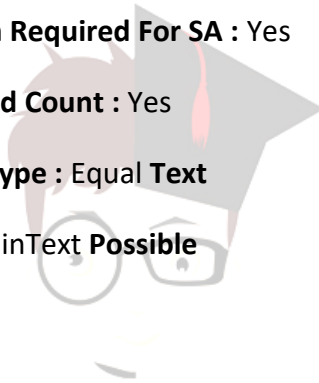 Required For SA : Yes
d Count : Yes
ype : Equal Text
inText Possible